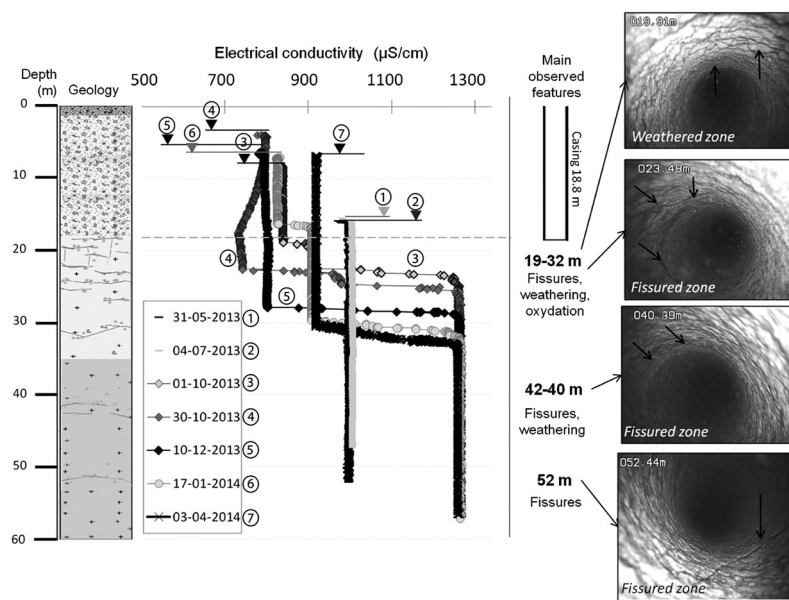 Electrical conductivity (µS/cm)
Depth
(m)
Geology
500
700
900
1100
1300
0
10
20
30
40
50
60
④
⑤
⑥
③
⑦
①
②
③
④
⑤
31-05-2013 ①
04-07-2013 ②
01-10-2013 ③
30-10-2013 ④
10-12-2013 ⑤
17-01-2014 ⑥
03-04-2014 ⑦
Main
observed
features
Casing 18.8 m
19-32 m
Fissures,
weathering,
oxydation
42-40 m
Fissures,
weathering
52 m
Fissures
019.91m
Weathered zone
023.48m
Fissured zone
040.39m
Fissured zone
052.44m
Fissured zone